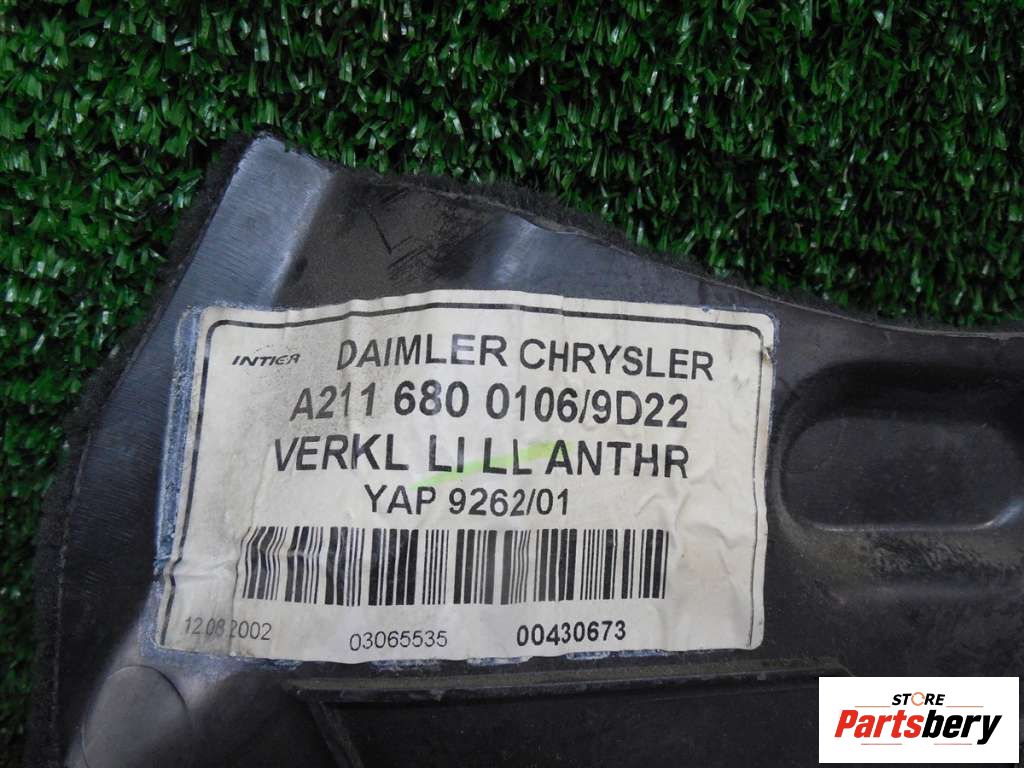 INTIER DAIMLER CHRYSLER
A211 680 0106/9D22
VERKL LI LL ANTHR
YAP 9262/01
12.08.2002 03065535 00430673
STORE
Partsbery